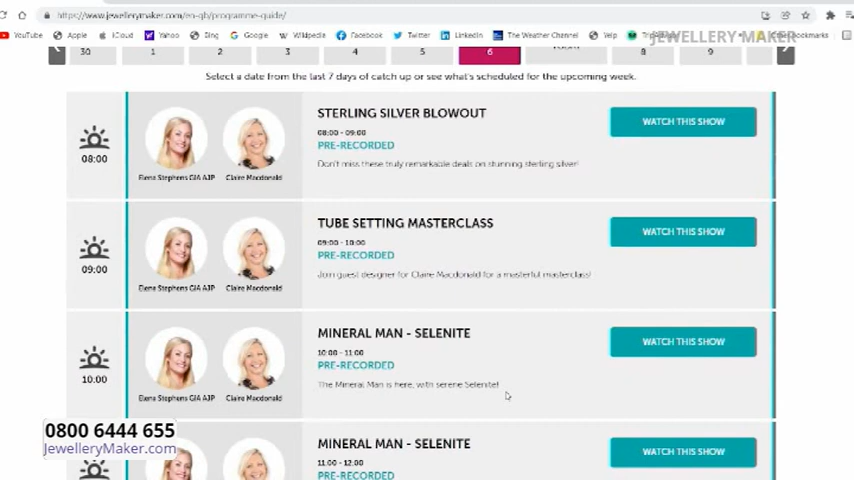 https://www.jewellerymaker.com/en-gb/programme-guide/
YouTube Apple iCloud Yahoo Bing Google Wikipedia Facebook Twitter LinkedIn The Weather Channel Yelp bookmarks
JEWELLERY MAKER
30 1 2 3 4 5 6 8 9
Select a date from the last 7 days of catch up or see what's scheduled for the upcoming week.
08:00
Elena Stephens GIA AJP
Claire Macdonald
STERLING SILVER BLOWOUT
08:00 - 09:00
PRE-RECORDED
Don't miss these truly remarkable deals on stunning sterling silver!
WATCH THIS SHOW
09:00
Elena Stephens GIA AJP
Claire Macdonald
TUBE SETTING MASTERCLASS
09:00 - 10:00
PRE-RECORDED
Join guest designer for Claire Macdonald for a masterful masterclass!
WATCH THIS SHOW
10:00
Elena Stephens GIA AJP
Claire Macdonald
MINERAL MAN - SELENITE
10:00 - 11:00
PRE-RECORDED
The Mineral Man is here, with serene Selenite!
WATCH THIS SHOW
MINERAL MAN - SELENITE
11:00 - 12:00
PRE-RECORDED
WATCH THIS SHOW
0800 6444 655
JewelleryMaker.com